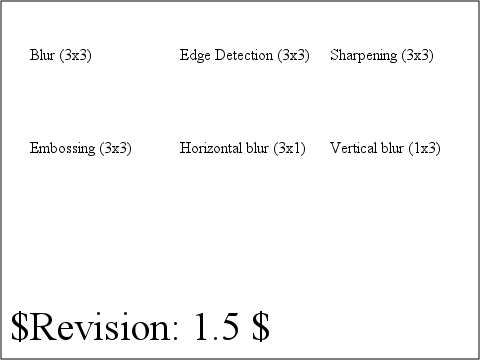 Blur (3x3) Edge Detection (3x3) Sharpening (3x3)
Embossing (3x3) Horizontal blur (3x1) Vertical blur (1x3)
$Revision: 1.5 $